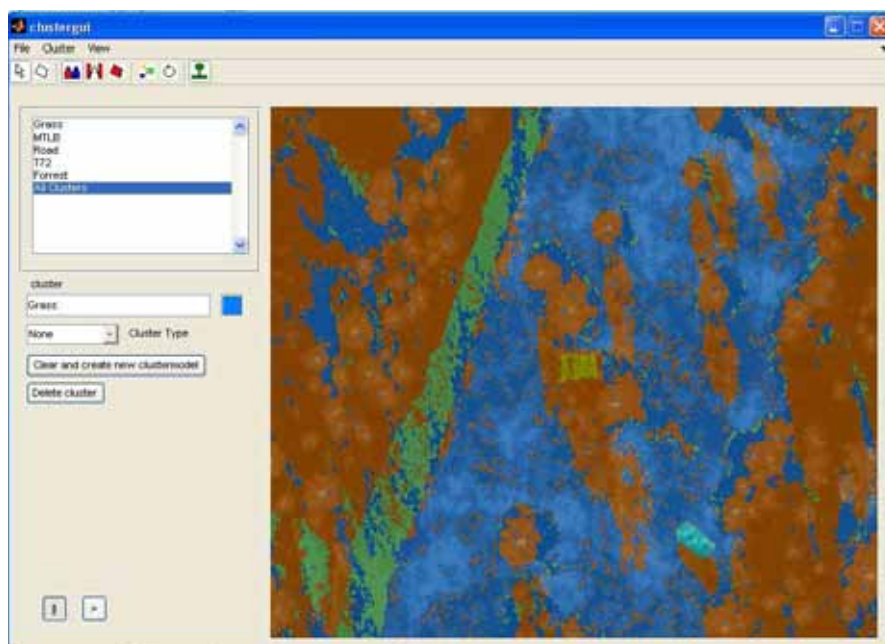 clustergui
File Cluster View
Grass
MTLB
Road
T72
Forrest
All Clusters
cluster
Grass
None Cluster Type
Clear and create new clustermodel
Delete cluster